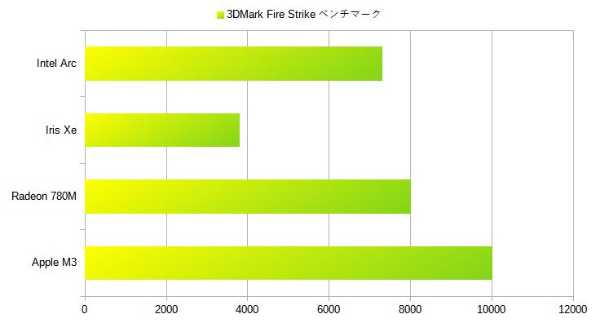 3DMark Fire Strike ベンチマーク
Intel Arc
Iris Xe
Radeon 780M
Apple M3
0 2000 4000 6000 8000 10000 12000